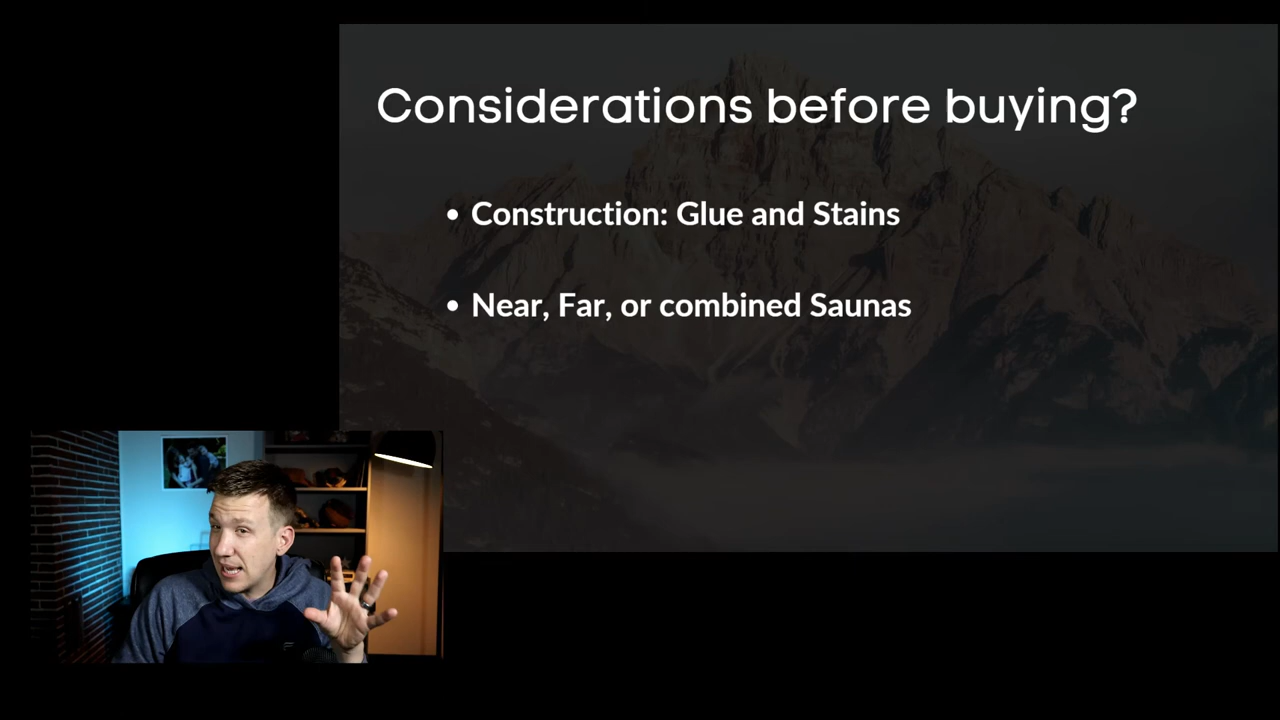 Considerations before buying?
• Construction: Glue and Stains
• Near, Far, or combined Saunas